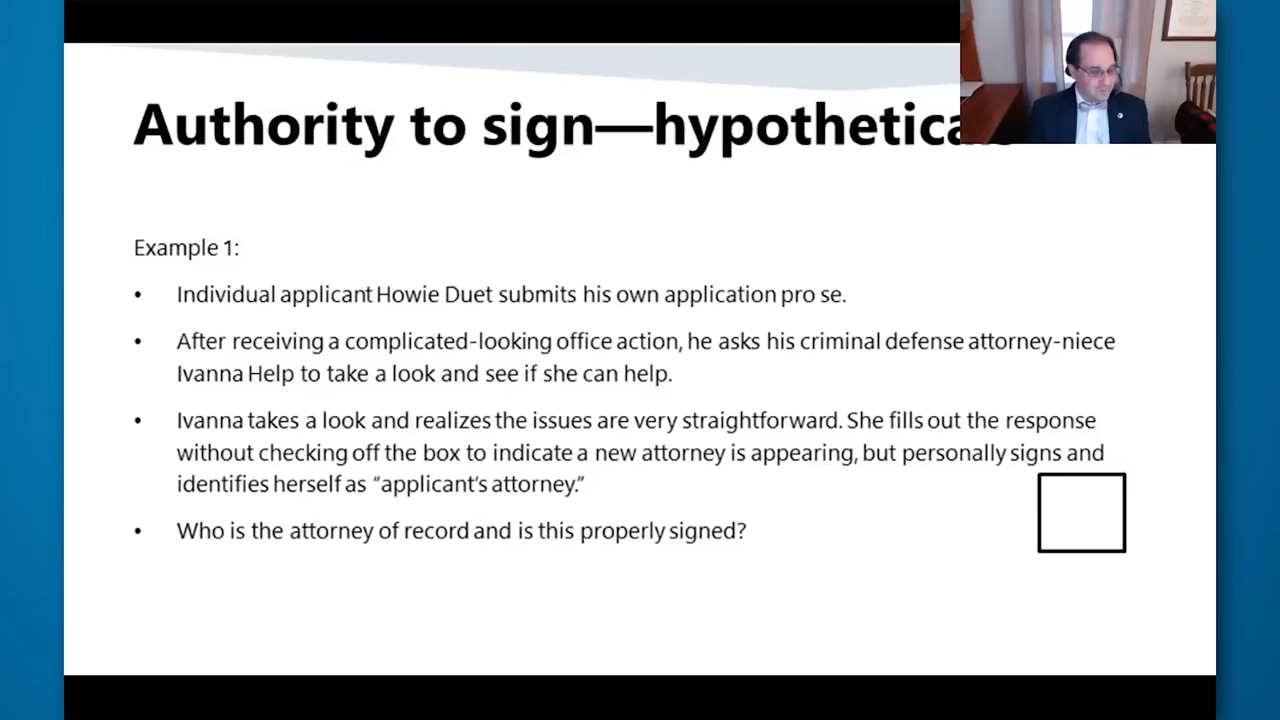 Authority to sign—hypothetica
Example 1:
• Individual applicant Howie Duet submits his own application pro se.
• After receiving a complicated-looking office action, he asks his criminal defense attorney-niece
Ivanna Help to take a look and see if she can help.
• Ivanna takes a look and realizes the issues are very straightforward. She fills out the response
without checking off the box to indicate a new attorney is appearing, but personally signs and
identifies herself as “applicant’s attorney.”
• Who is the attorney of record and is this properly signed?